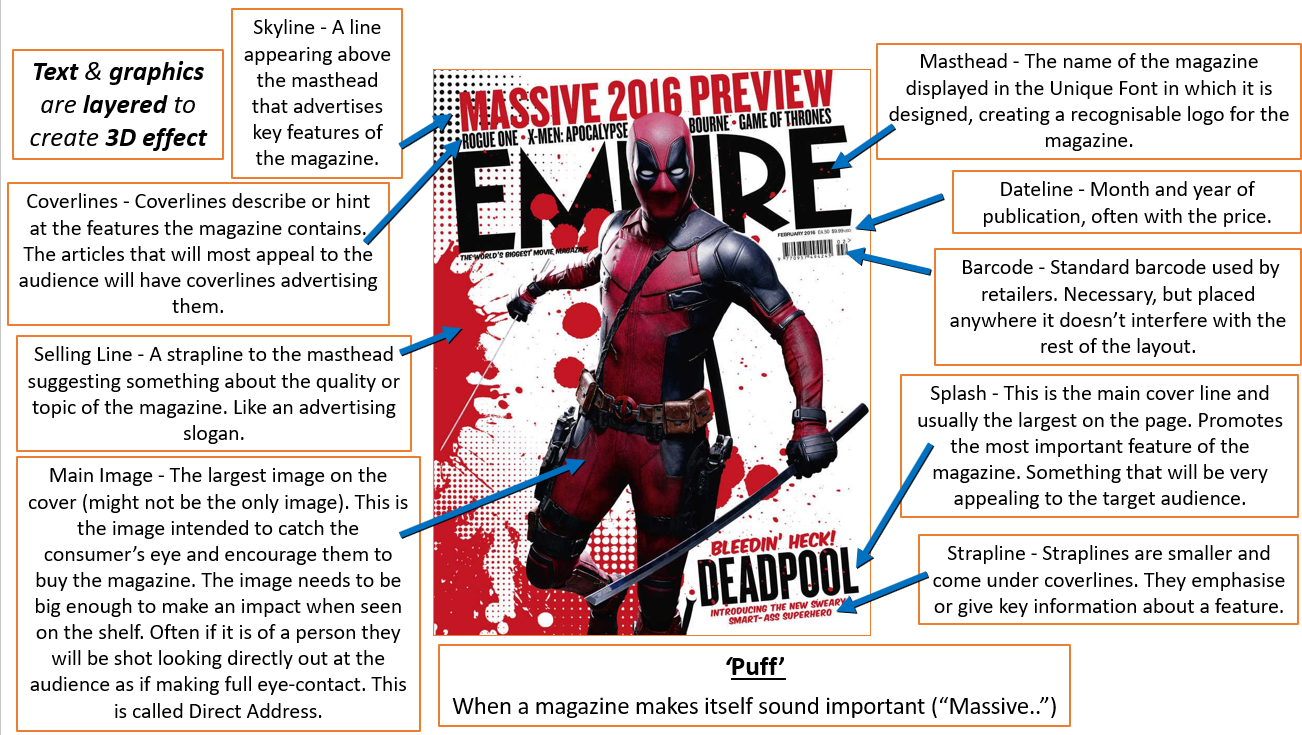 Text & graphics
are layered to
create 3D effect
Skyline - A line
appearing above
the masthead
that advertises
key features of
the magazine.
Coverlines - Coverlines describe or hint
at the features the magazine contains.
The articles that will most appeal to the
audience will have coverlines advertising
them.
Selling Line - A strapline to the masthead
suggesting something about the quality or
topic of the magazine. Like an advertising
slogan.
Main Image - The largest image on the
cover (might not be the only image). This is
the image intended to catch the
consumer’s eye and encourage them to
buy the magazine. The image needs to be
big enough to make an impact when seen
on the shelf. Often if it is of a person they
will be shot looking directly out at the
audience as if making full eye-contact. This
is called Direct Address.
MASSIVE 2016 PREVIEW
ROGUE ONE • X-MEN: APOCALYPSE BOURNE • GAME OF THRONES
EMPIRE
THE WORLD'S BIGGEST MOVIE MAGAZINE
FEBRUARY 2016 £4.50
BLEEDIN' HECK!
DEADPOOL
INTRODUCING THE NEW SWEARY,
SMART-ASS SUPERHERO
Masthead - The name of the magazine
displayed in the Unique Font in which it is
designed, creating a recognisable logo for the
magazine.
Dateline - Month and year of
publication, often with the price.
Barcode - Standard barcode used by
retailers. Necessary, but placed
anywhere it doesn’t interfere with the
rest of the layout.
Splash - This is the main cover line and
usually the largest on the page. Promotes
the most important feature of the
magazine. Something that will be very
appealing to the target audience.
Strapline - Straplines are smaller and
come under coverlines. They emphasise
or give key information about a feature.
‘Puff’
When a magazine makes itself sound important (“Massive..”)